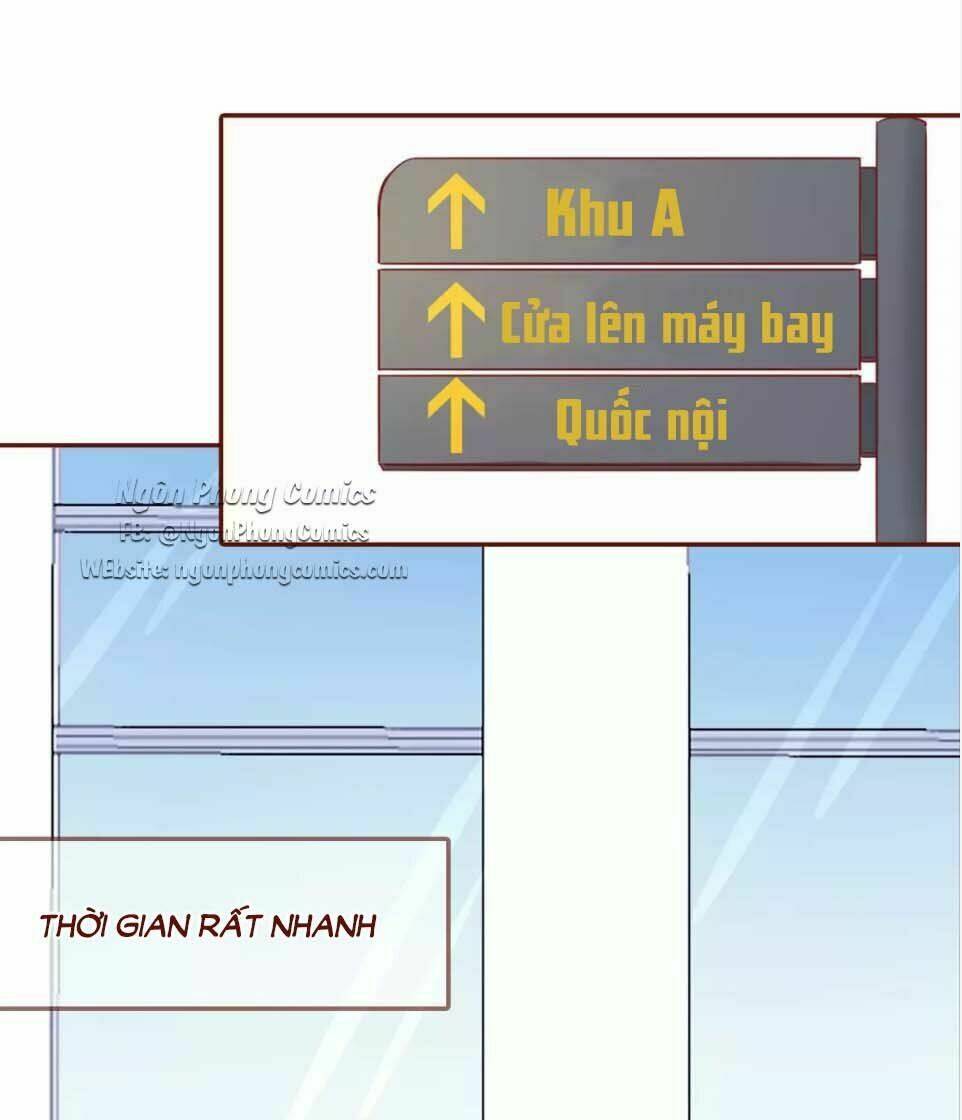 Khu A
Cửa lên máy bay
Quốc nội
Ngôn Phong Comics
FB: @NgonPhongComics
WEbsite: ngonphongcomics.com
THỜI GIAN RẤT NHANH